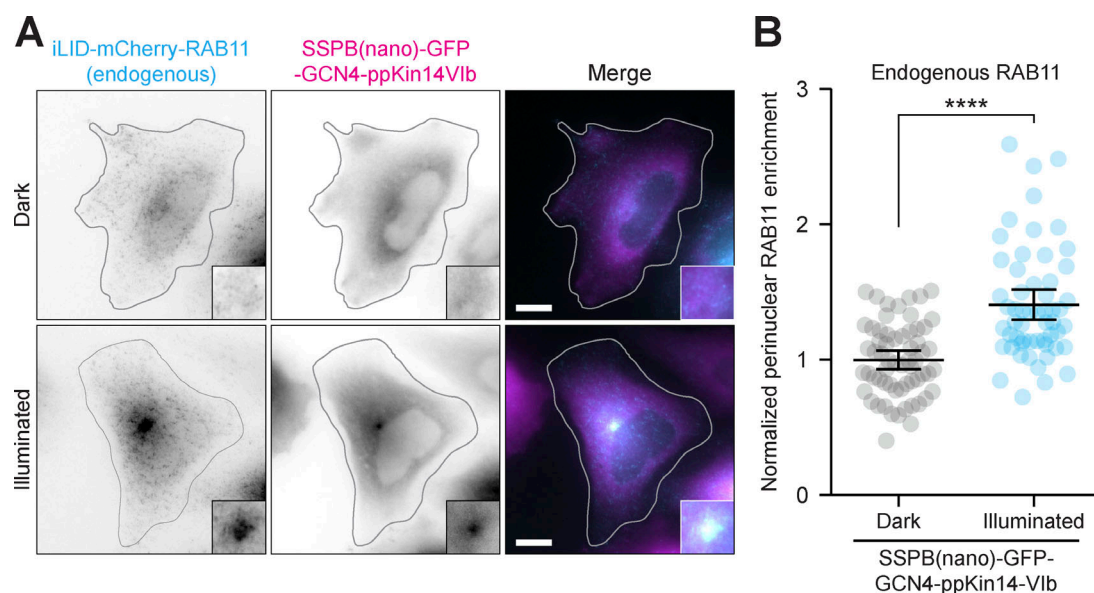 A
iLID-mCherry-RAB11
(endogenous)
SSPB(nano)-GFP
-GCN4-ppKin14VIb
Merge
Dark
Illuminated
B
Endogenous RAB11
****
Normalized perinuclear RAB11 enrichment
3
2
1
0
Dark
Illuminated
SSPB(nano)-GFP-
GCN4-ppKin14-VIb